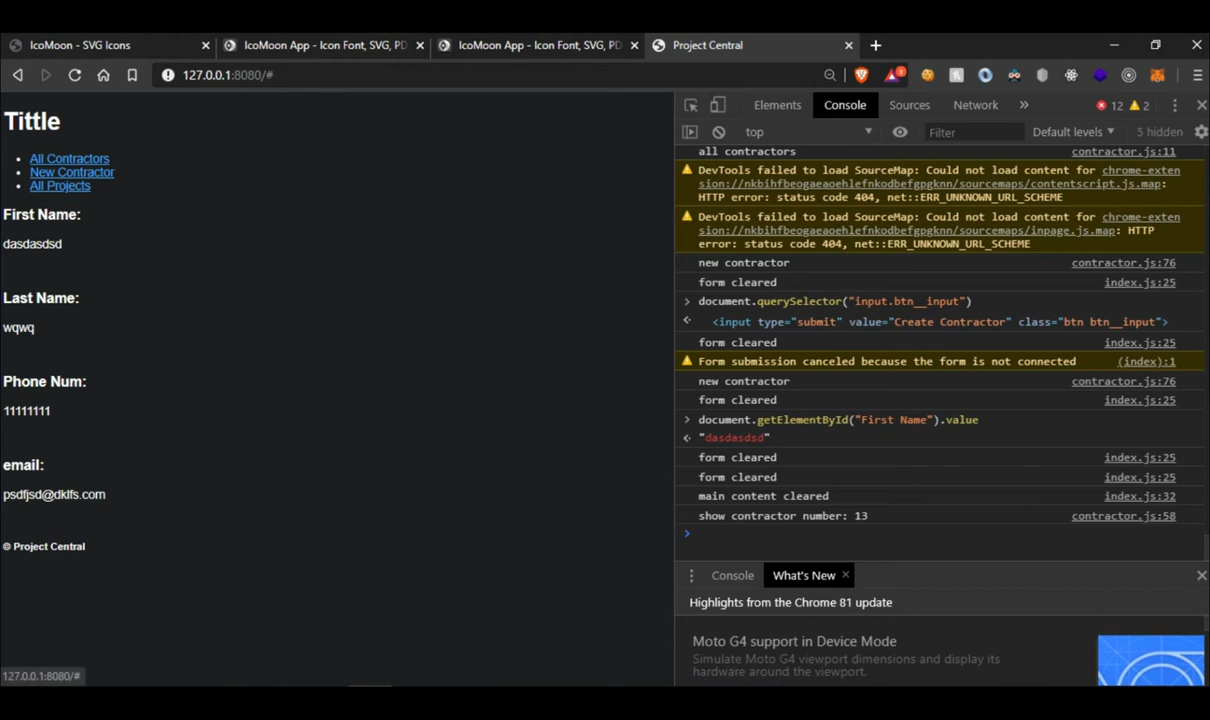 IcoMoon - SVG Icons
IcoMoon App - Icon Font, SVG, PD
IcoMoon App - Icon Font, SVG, PD
Project Central
127.0.0.1:8080/#
3
Tittle
All Contractors
New Contractor
All Projects
First Name:
dasdasdsd
Last Name:
wqwq
Phone Num:
11111111
email:
psdfjsd@dklfs.com
© Project Central
127.0.0.1:8080/#
Elements Console Sources Network » 12 2
top Filter Default levels 5 hidden
all contractors contractor.js:11
DevTools failed to load SourceMap: Could not load content for chrome-exten
sion://nkbihfbeogaeaoehlefnkodbefgpgknn/sourcemaps/contentscript.js.map:
HTTP error: status code 404, net::ERR_UNKNOWN_URL_SCHEME
DevTools failed to load SourceMap: Could not load content for chrome-exten
sion://nkbihfbeogaeaoehlefnkodbefgpgknn/sourcemaps/inpage.js.map: HTTP
error: status code 404, net::ERR_UNKNOWN_URL_SCHEME
new contractor contractor.js:76
form cleared index.js:25
document.querySelector("input.btn__input")
<input type="submit" value="Create Contractor" class="btn btn__input">
form cleared index.js:25
Form submission canceled because the form is not connected (index):1
new contractor contractor.js:76
form cleared index.js:25
document.getElementById("First Name").value
"dasdasdsd"
form cleared index.js:25
form cleared index.js:25
main content cleared index.js:32
show contractor number: 13 contractor.js:58
Console What's New
Highlights from the Chrome 81 update
Moto G4 support in Device Mode
Simulate Moto G4 viewport dimensions and display its
hardware around the viewport.